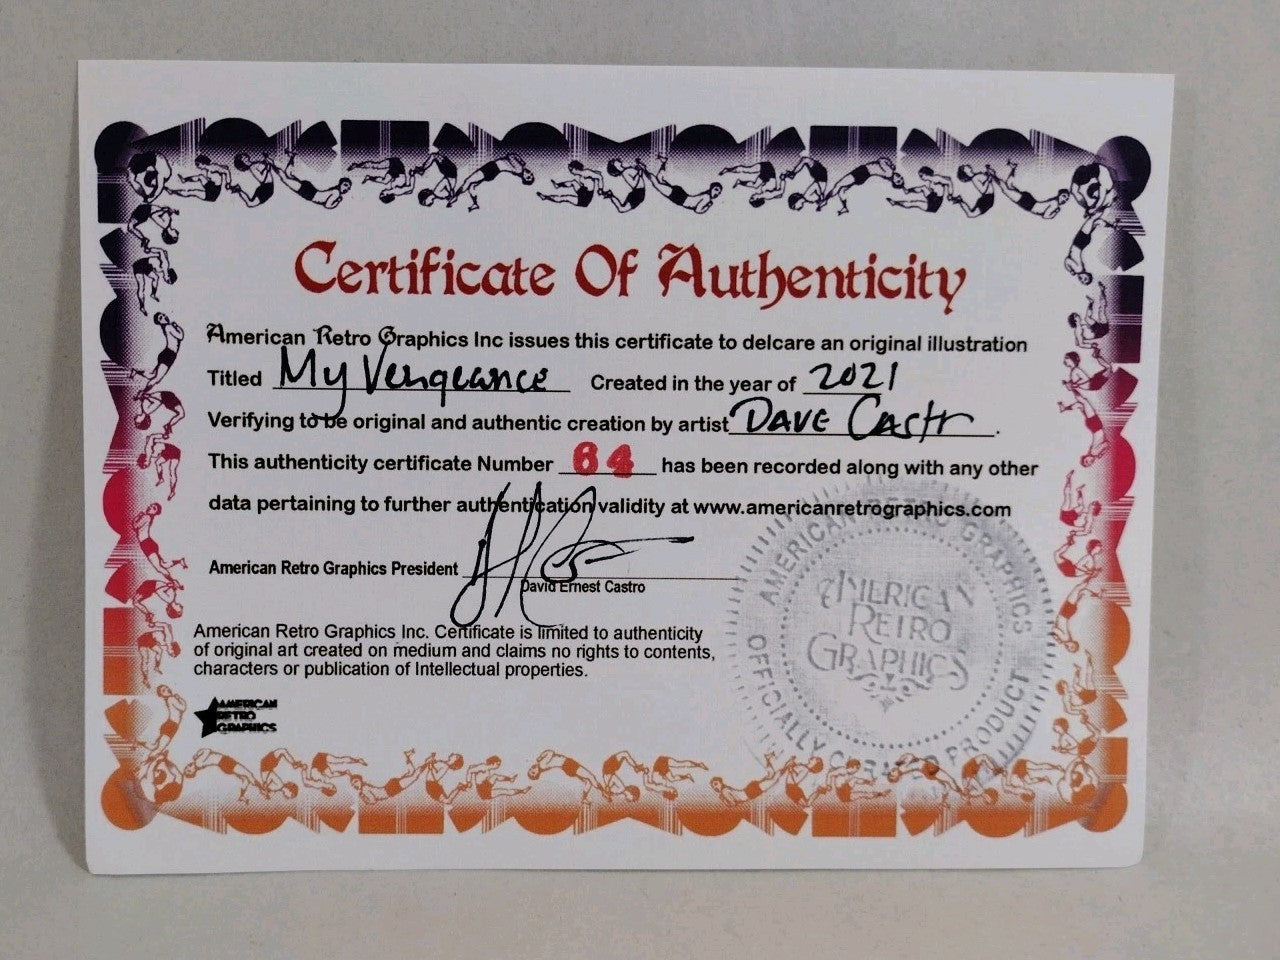 Certificate Of Authenticity
American Retro Graphics Inc issues this certificate to delcare an original illustration
Titled My Vengeance Created in the year of 2021
Verifying to be original and authentic creation by artist DAVE Castr.
This authenticity certificate Number 64 has been recorded along with any other
data pertaining to further authentication validity at www.americanretrographics.com
American Retro Graphics President
David Ernest Castro
American Retro Graphics Inc. Certificate is limited to authenticity
of original art created on medium and claims no rights to contents,
characters or publication of Intellectual properties.
AMERICAN
RETRO
GRAPHICS
AMERICAN RETRO GRAPHICS
AMERICAN
RETRO
GRAPHICS
OFFICIALLY CREATED PRODUCT